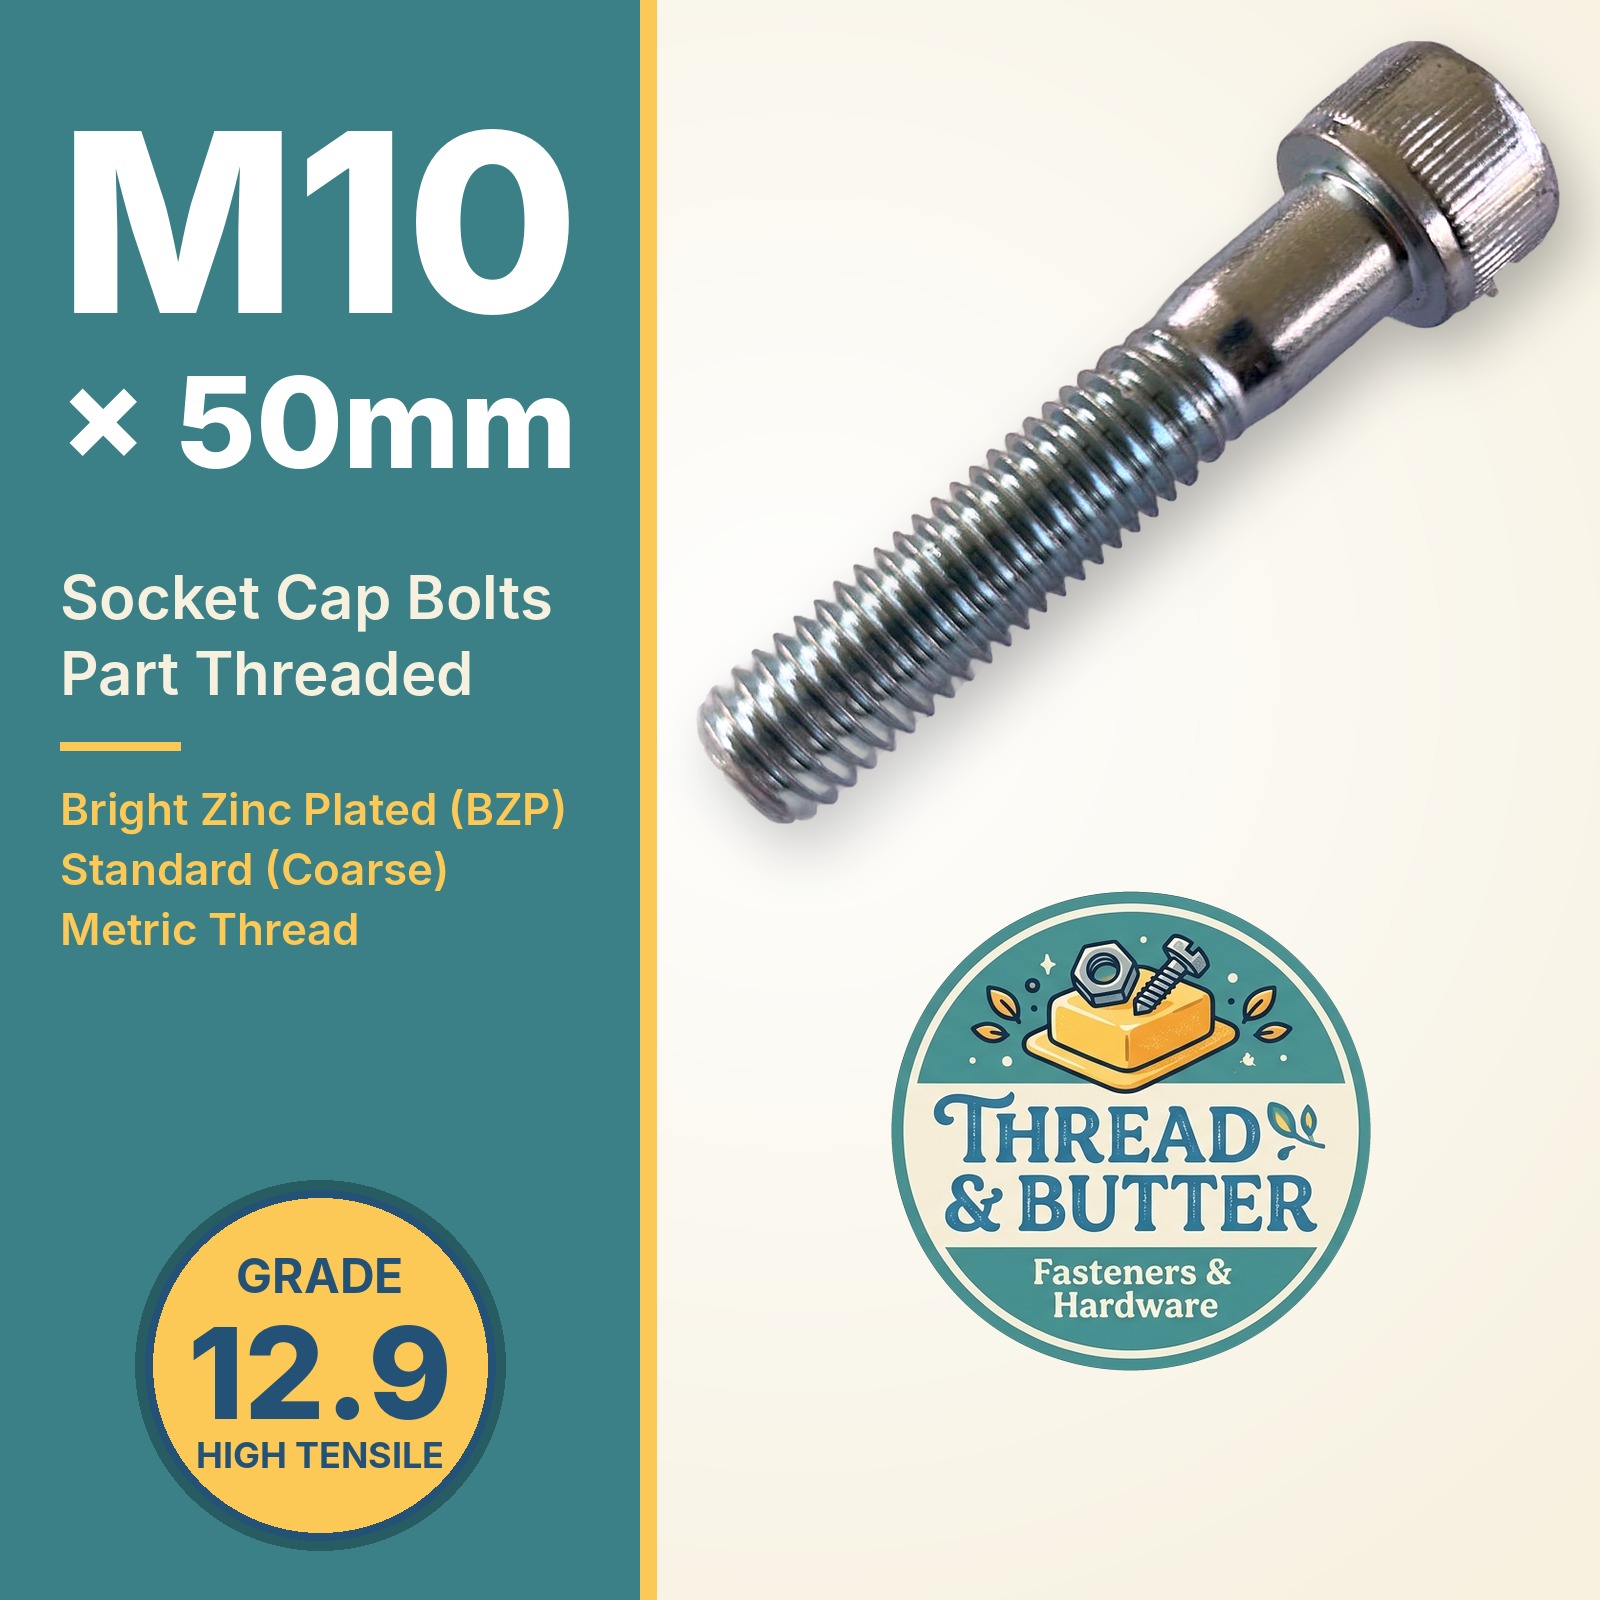 M10
× 50mm
Socket Cap Bolts
Part Threaded
Bright Zinc Plated (BZP)
Standard (Coarse)
Metric Thread
GRADE
12.9
HIGH TENSILE
THREAD
& BUTTER
Fasteners &
Hardware